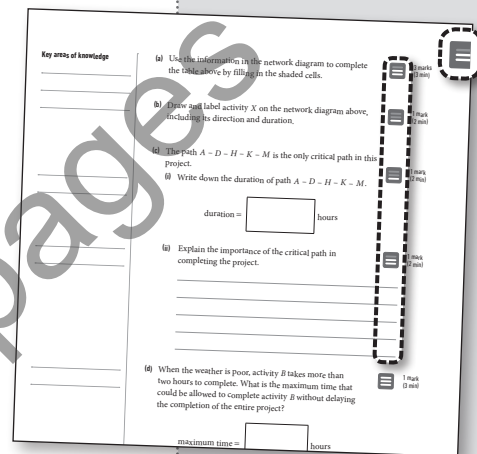 Key areas of knowledge
(a) Use the information in the network diagram to complete
the table above by filling in the shaded cells.
3 marks
(3 min)
(b) Draw and label activity X on the network diagram above,
including its direction and duration.
1 mark
(2 min)
(c) The path A – D – H – K – M is the only critical path in this
project.
(i) Write down the duration of path A – D – H – K – M.
1 mark
(2 min)
duration = hours
(ii) Explain the importance of the critical path in
completing the project.
1 mark
(2 min)
(d) When the weather is poor, activity B takes more than
two hours to complete. What is the maximum time that
could be allowed to complete activity B without delaying
the completion of the entire project?
1 mark
(3 min)
maximum time = hours
pages